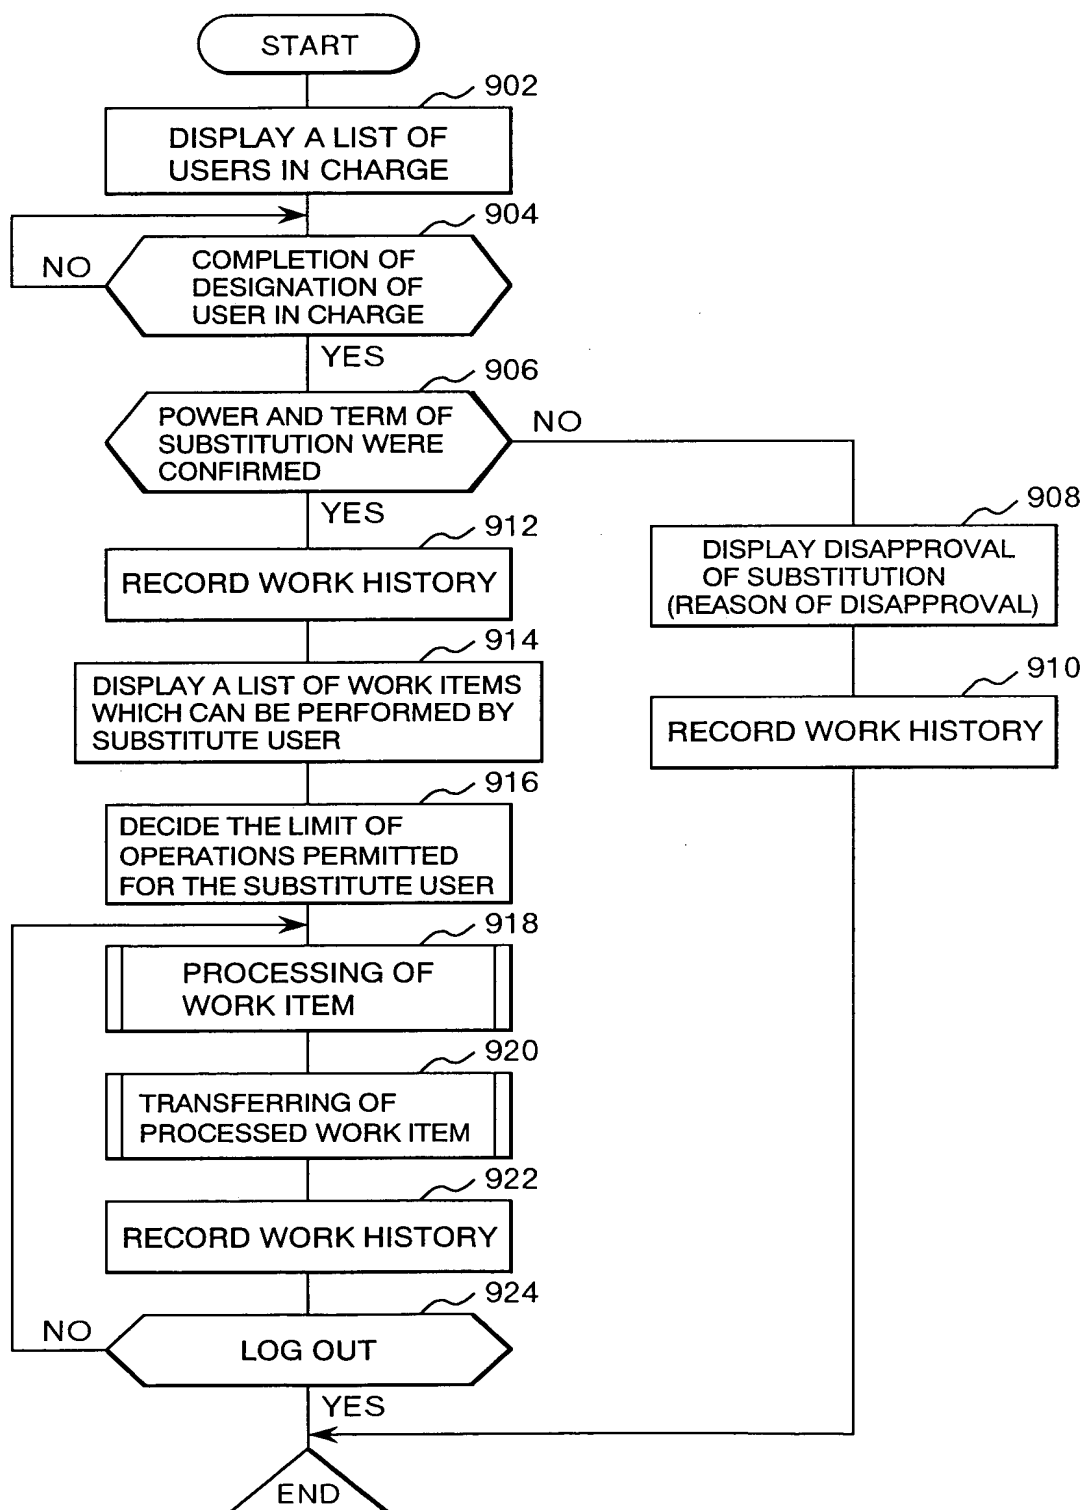 START
902
DISPLAY A LIST OF
USERS IN CHARGE
904
NO
COMPLETION OF
DESIGNATION OF
USER IN CHARGE
YES
906
POWER AND TERM OF
SUBSTITUTION WERE
CONFIRMED
NO
YES
908
DISPLAY DISAPPROVAL
OF SUBSTITUTION
(REASON OF DISAPPROVAL)
910
RECORD WORK HISTORY
912
RECORD WORK HISTORY
914
DISPLAY A LIST OF WORK ITEMS
WHICH CAN BE PERFORMED BY
SUBSTITUTE USER
916
DECIDE THE LIMIT OF
OPERATIONS PERMITTED
FOR THE SUBSTITUTE USER
918
PROCESSING OF
WORK ITEM
920
TRANSFERRING OF
PROCESSED WORK ITEM
922
RECORD WORK HISTORY
924
NO
LOG OUT
YES
END